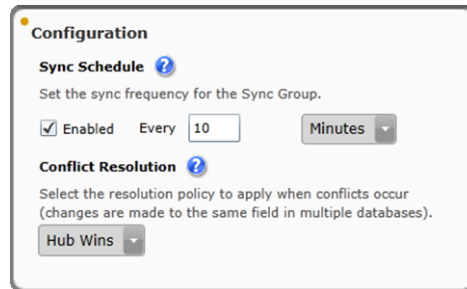 Configuration
Sync Schedule ?
Set the sync frequency for the Sync Group.
Enabled Every 10 Minutes
Conflict Resolution ?
Select the resolution policy to apply when conflicts occur
(changes are made to the same field in multiple databases).
Hub Wins